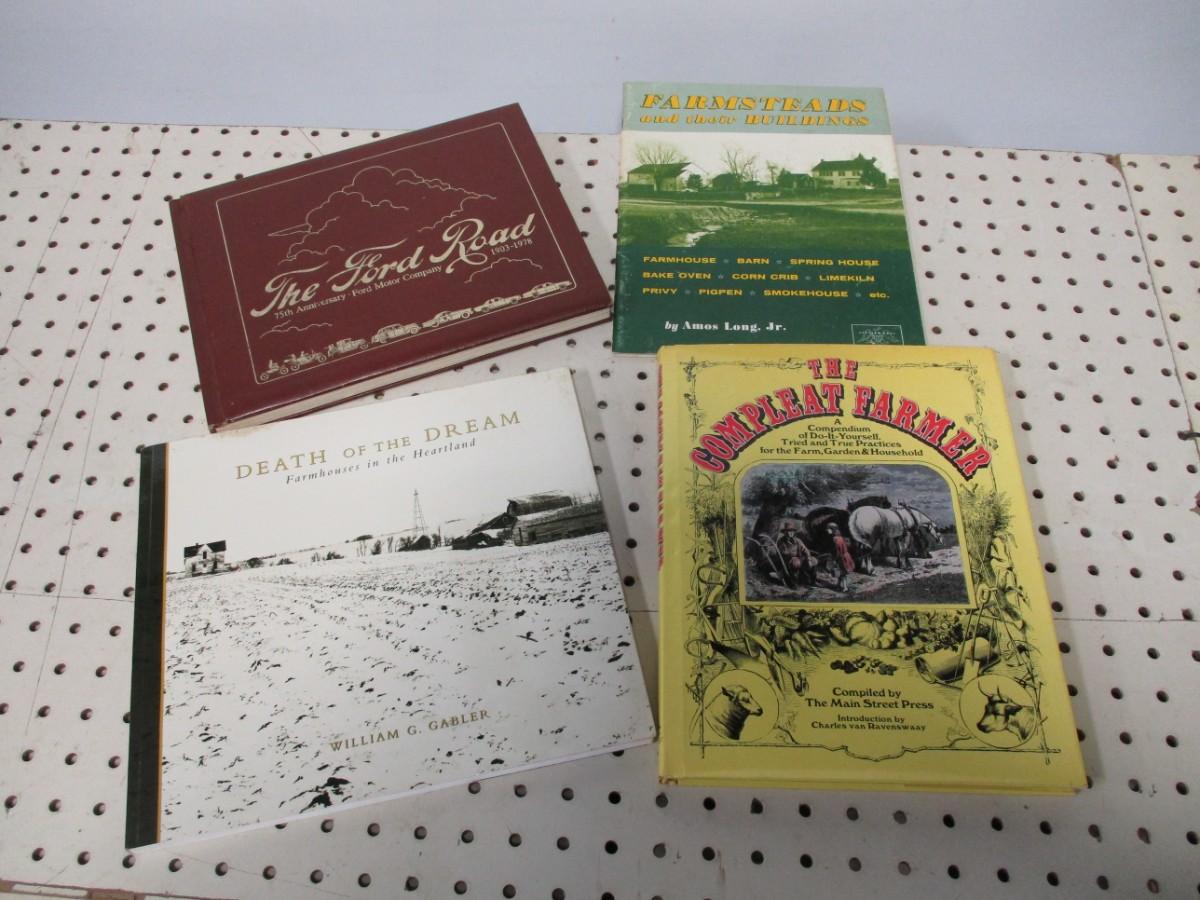 The Ford Road
75th Anniversary / Ford Motor Company 1903-1978
FARMSTEADS
and their BUILDINGS
FARMHOUSE ★ BARN ★ SPRING HOUSE
BAKE OVEN ★ CORN CRIB ★ LIMEKILN
PRIVY ★ PIGPEN ★ SMOKEHOUSE ★ etc.
by Amos Long, Jr.
DEATH OF THE DREAM
Farmhouses in the Heartland
WILLIAM G. GABLER
THE
COMPLEAT FARMER
A
Compendium
of Do-It-Yourself,
Tried and True Practices
for the Farm, Garden & Household
Compiled by
The Main Street Press
Introduction by
Charles van Ravenswaay